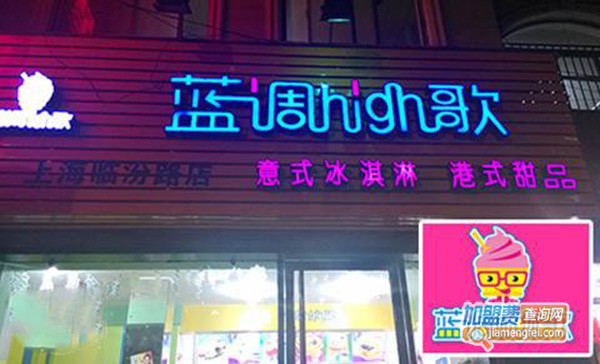 蓝调high歌
上海临汾路店
意式冰淇淋 港式甜品
蓝
加盟费查询网
jiamengfei.com